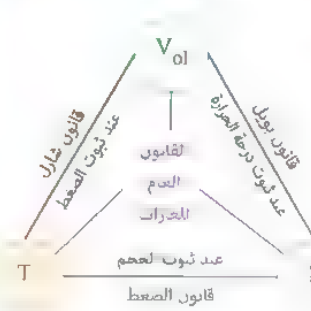 Vol
قانون شارل
عند ثبوت الضغط
قانون بويل
عند ثبوت درجة الحرارة
القانون
العام
للغازات
T
عند ثبوت الحجم
قانون الضغط